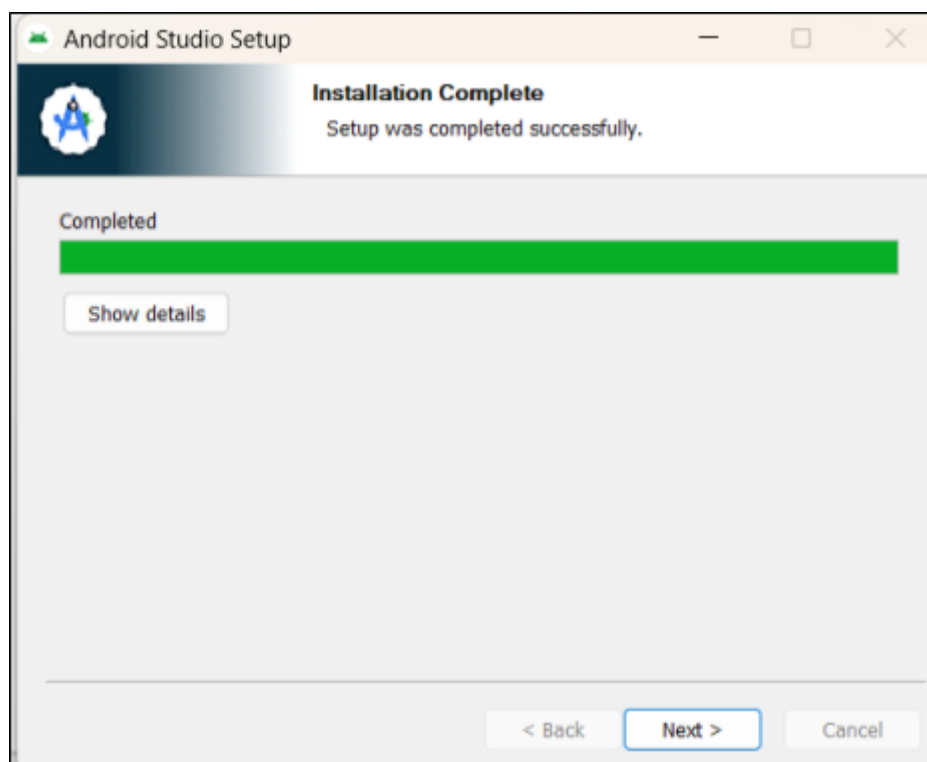 Android Studio Setup
Installation Complete
Setup was completed successfully.
Completed
Show details
< Back Next > Cancel